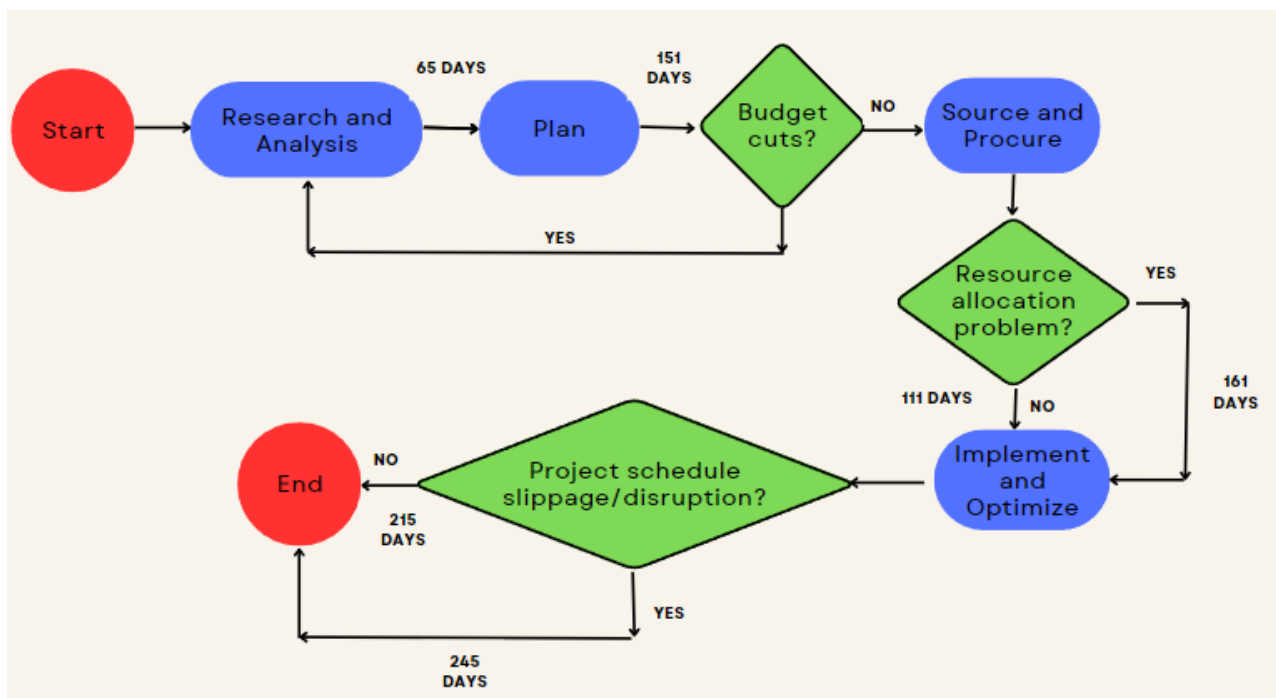 Start
Research and
Analysis
65 DAYS
Plan
151
DAYS
Budget
cuts?
NO
Source and
Procure
YES
Resource
allocation
problem?
YES
161
DAYS
111 DAYS
NO
Implement
and
Optimize
Project schedule
slippage/disruption?
NO
215
DAYS
End
YES
245
DAYS